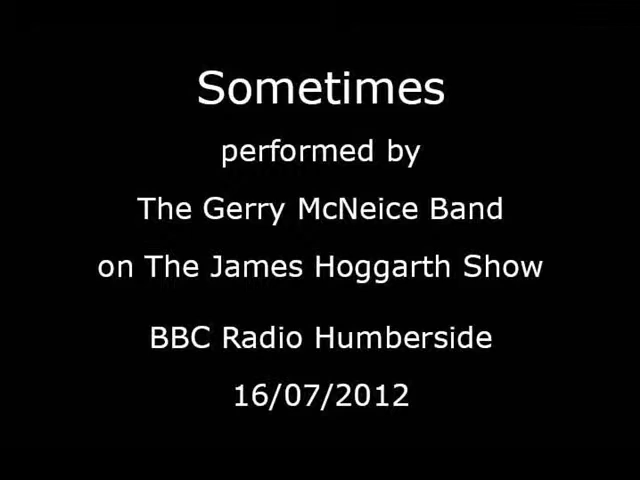 Sometimes
performed by
The Gerry McNeice Band
on The James Hoggarth Show
BBC Radio Humberside
16/07/2012